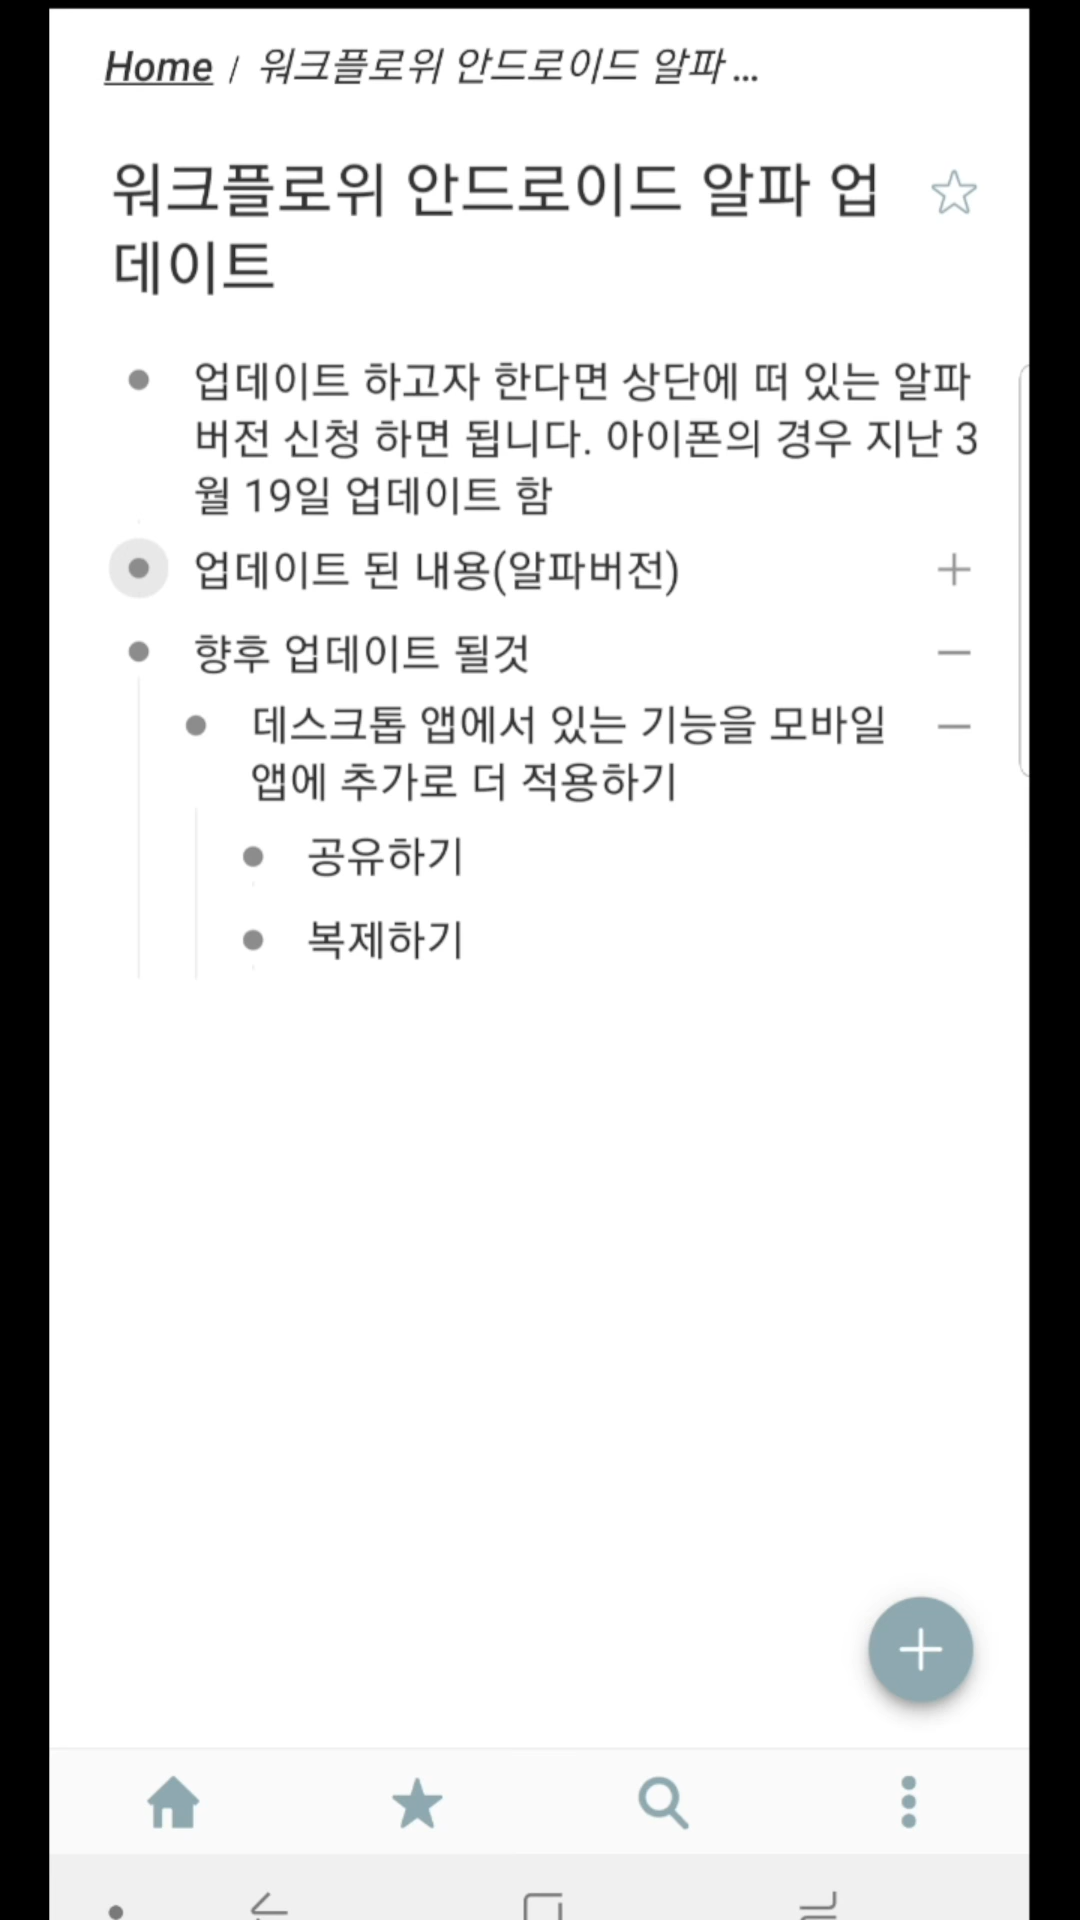 Home / 워크플로위 안드로이드 알파 ...
워크플로위 안드로이드 알파 업
데이트
업데이트 하고자 한다면 상단에 떠 있는 알파
버전 신청 하면 됩니다. 아이폰의 경우 지난 3
월 19일 업데이트 함
업데이트 된 내용(알파버전)
향후 업데이트 될것
데스크톱 앱에서 있는 기능을 모바일
앱에 추가로 더 적용하기
공유하기
복제하기